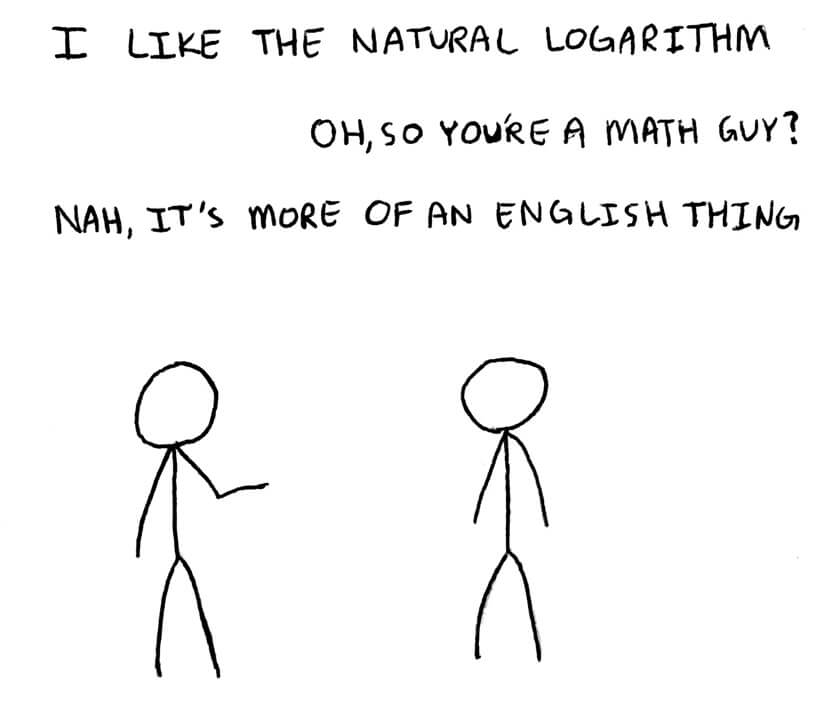 I LIKE THE NATURAL LOGARITHM
OH, SO YOU'RE A MATH GUY?
NAH, IT'S MORE OF AN ENGLISH THING